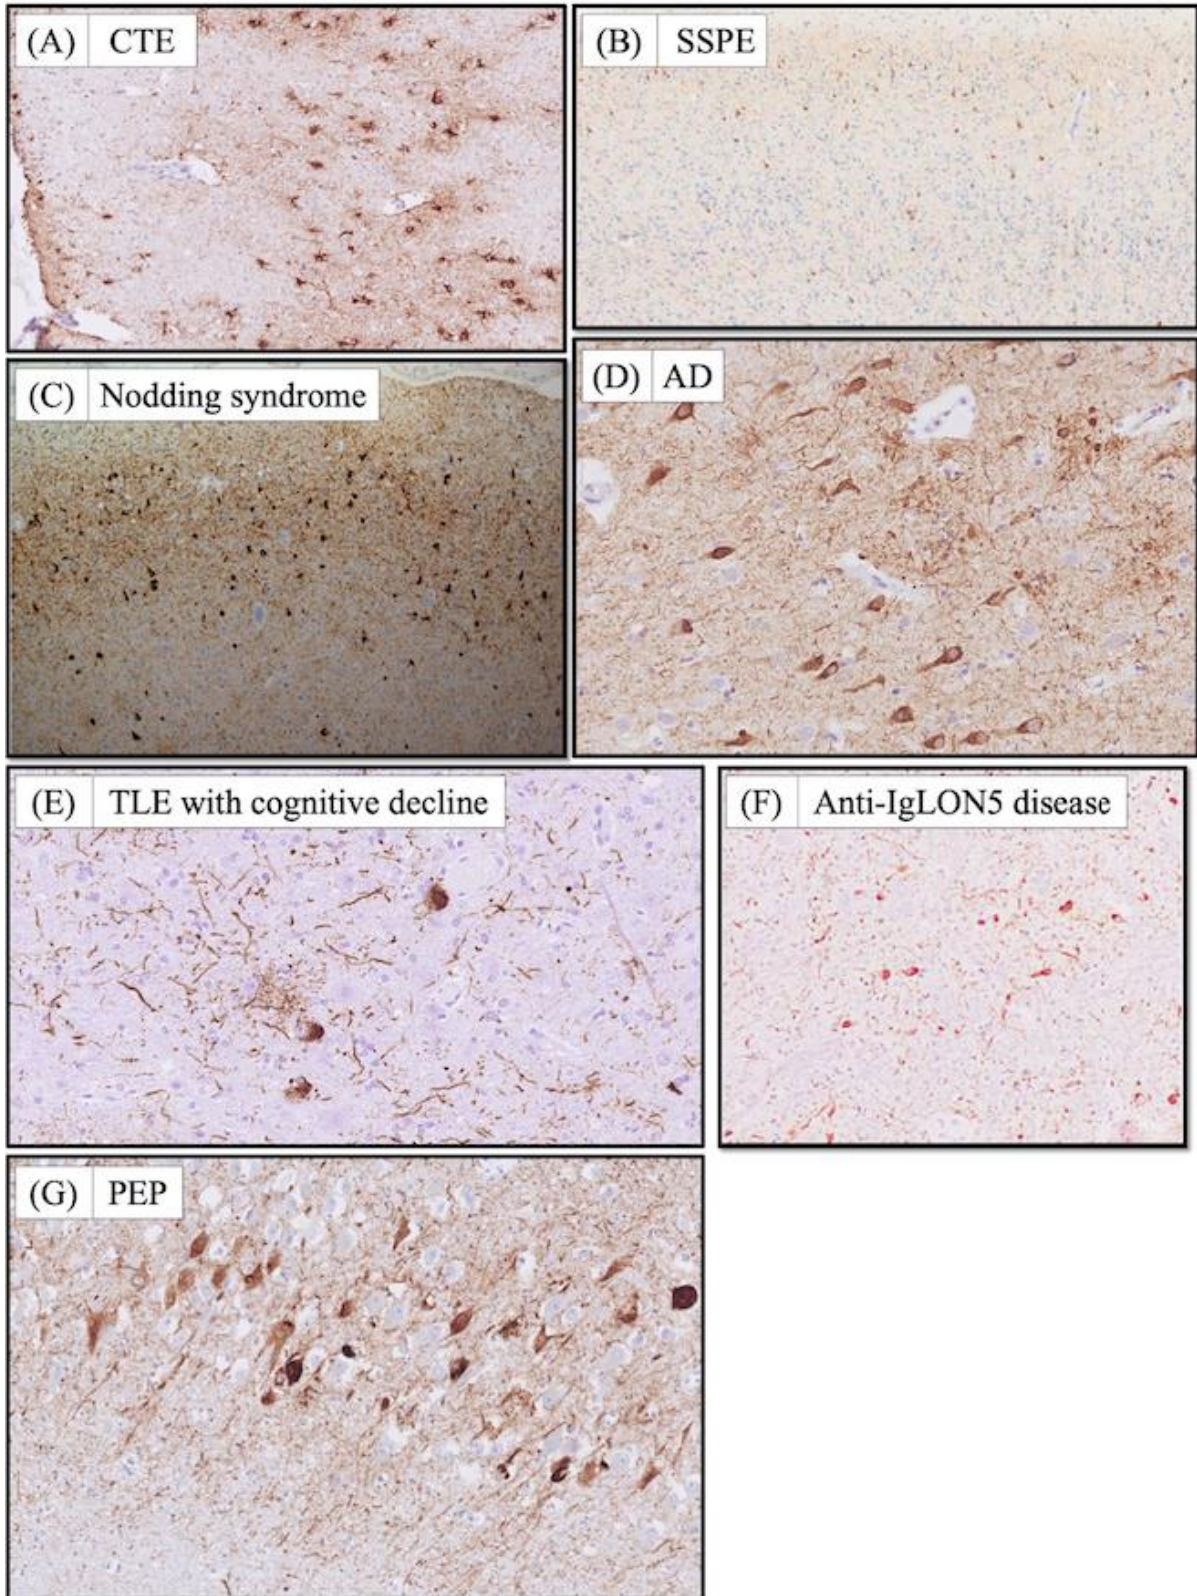 (A) CTE
(B) SSPE
(C) Nodding syndrome
(D) AD
(E) TLE with cognitive decline
(F) Anti-IgLON5 disease
(G) PEP